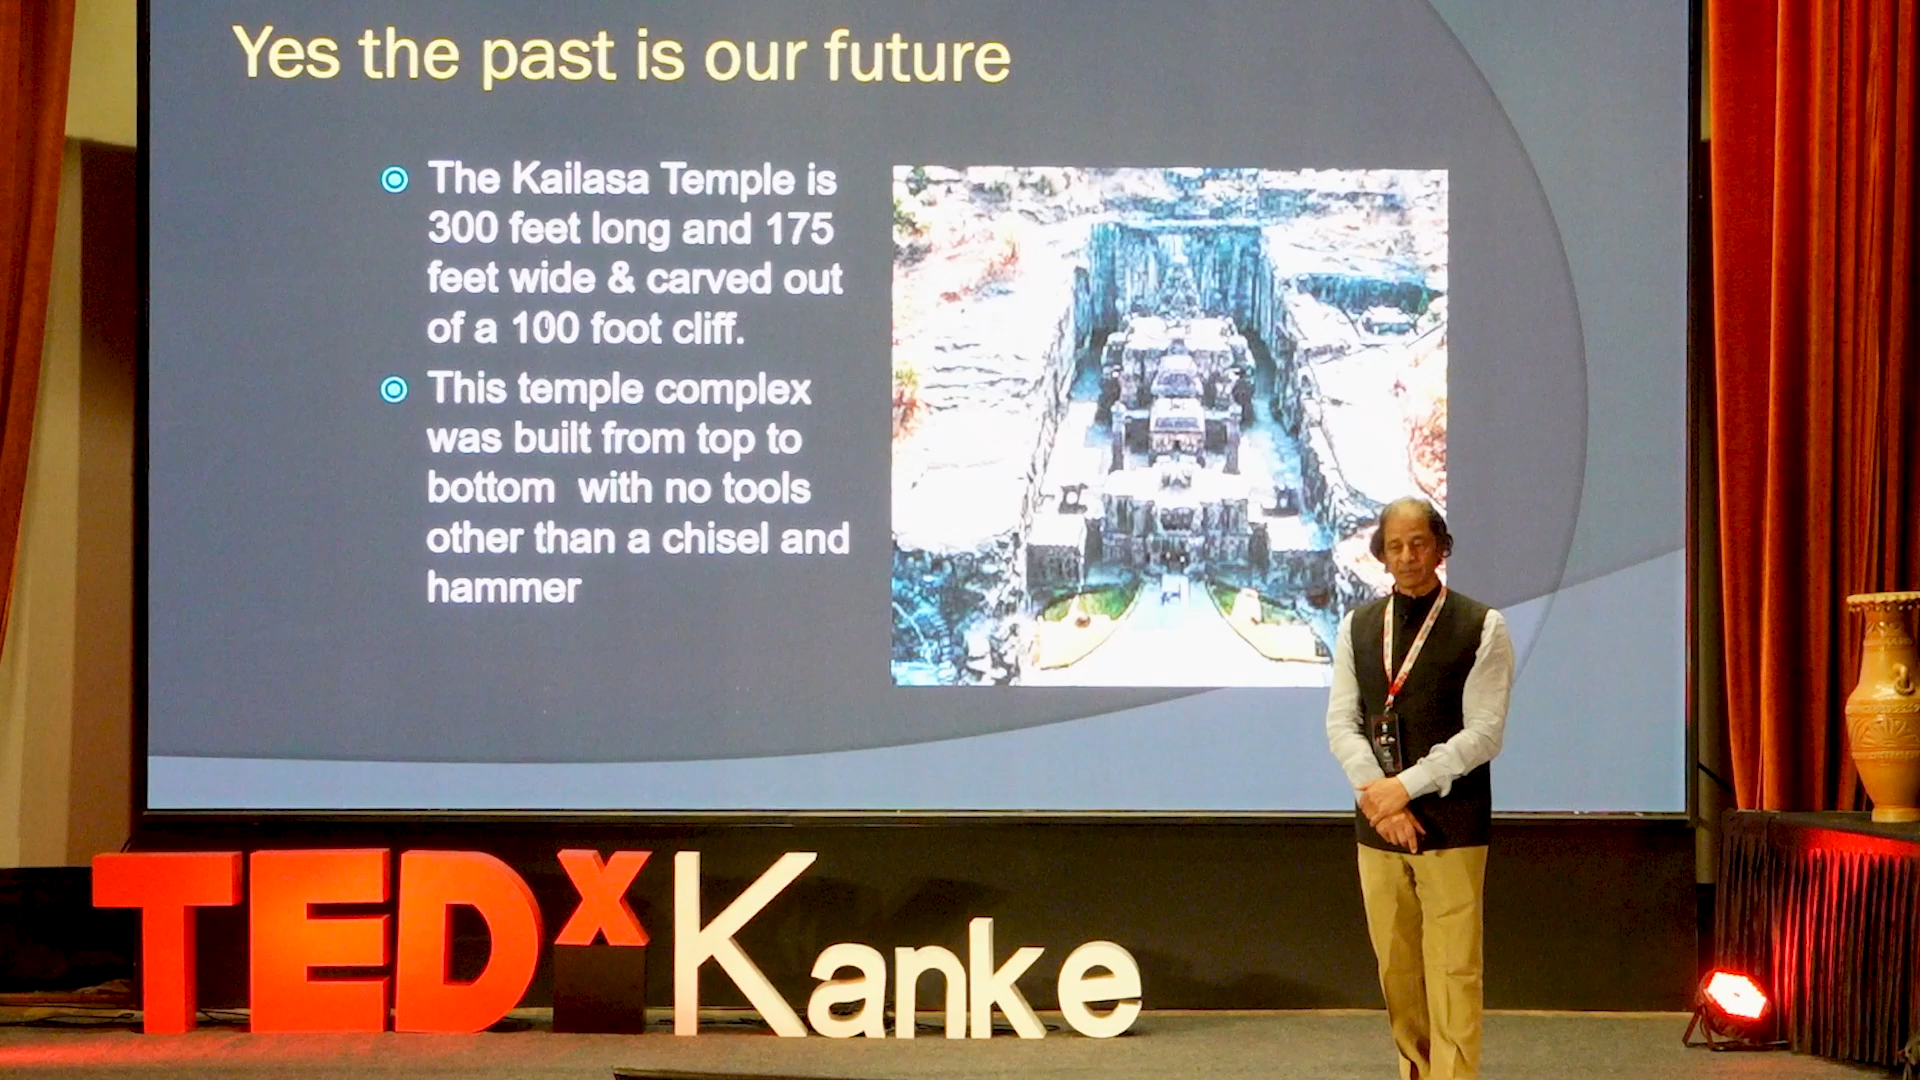 Yes the past is our future
The Kailasa Temple is
300 feet long and 175
feet wide & carved out
of a 100 foot cliff.
This temple complex
was built from top to
bottom with no tools
other than a chisel and
hammer
TEDxKanke